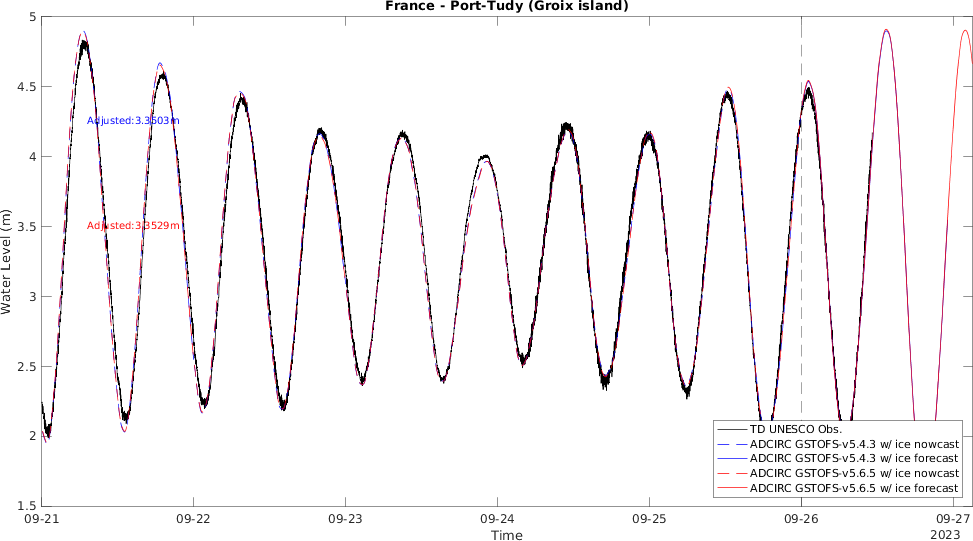 France - Port-Tudy (Groix island)
5
4.5
4
3.5
3
2.5
2
1.5
Water Level (m)
Adjusted:3.3503m
Adjusted:3.3529m
TD UNESCO Obs.
ADCIRC GSTOFS-v5.4.3 w/ ice nowcast
ADCIRC GSTOFS-v5.4.3 w/ ice forecast
ADCIRC GSTOFS-v5.6.5 w/ ice nowcast
ADCIRC GSTOFS-v5.6.5 w/ ice forecast
09-21 09-22 09-23 09-24 09-25 09-26 09-27
Time
2023